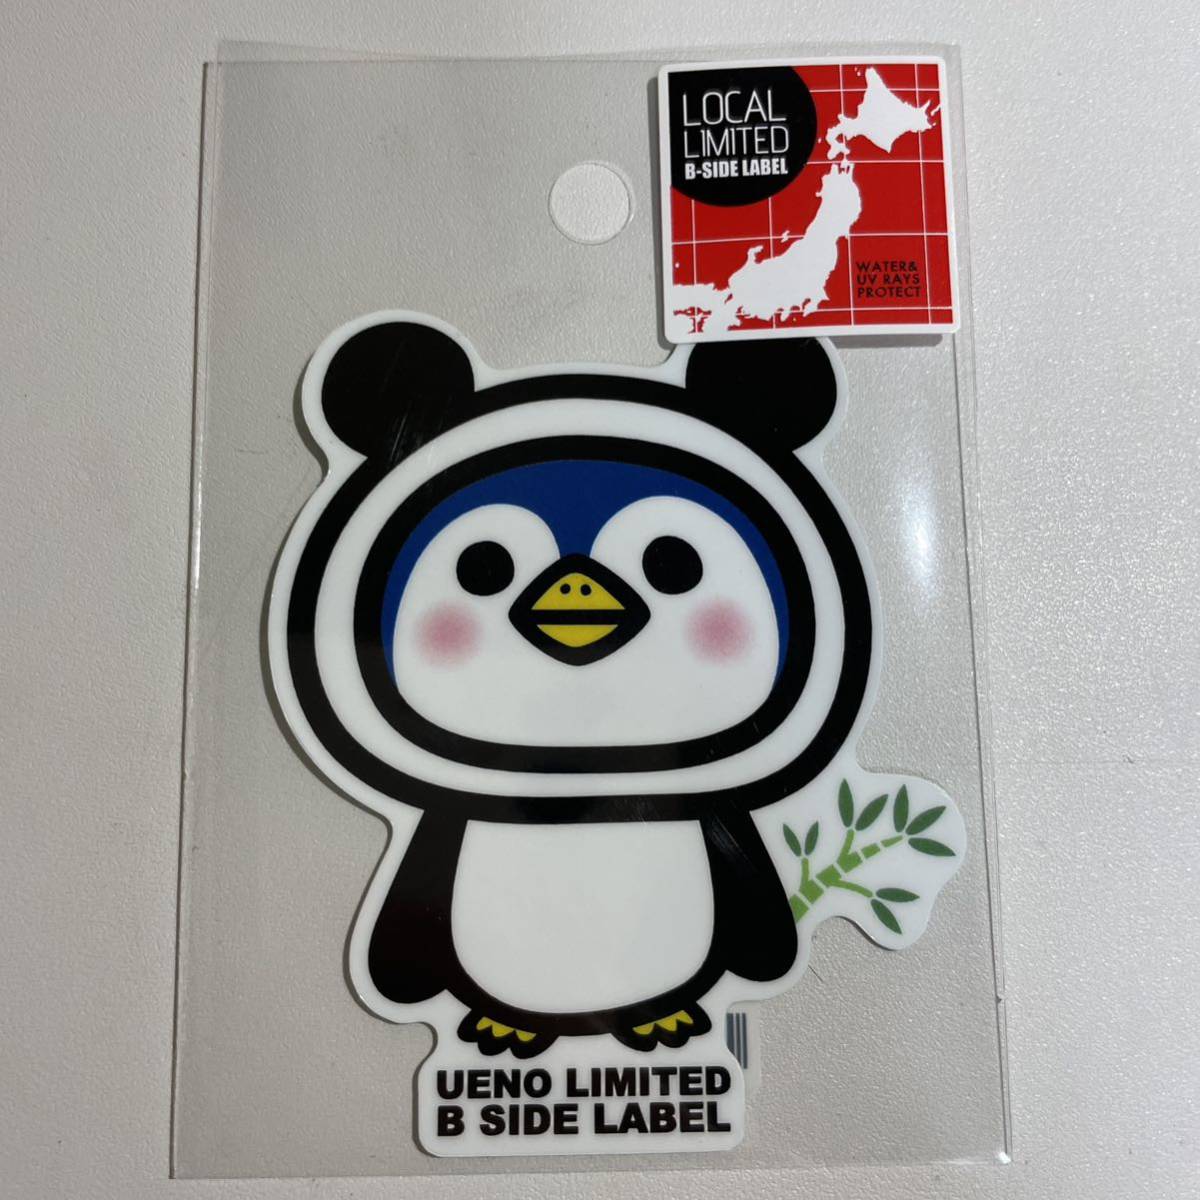 LOCAL
LIMITED
B-SIDE LABEL
WATER&
UV RAYS
PROTECT
UENO LIMITED
B SIDE LABEL